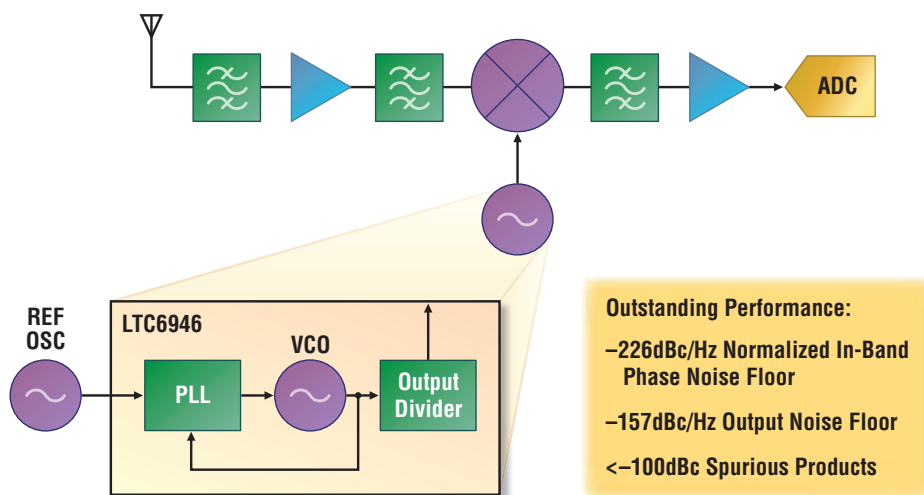 ADC
REF
OSC
LTC6946
PLL
VCO
Output
Divider
Outstanding Performance:
–226dBc/Hz Normalized In-Band
Phase Noise Floor
–157dBc/Hz Output Noise Floor
<–100dBc Spurious Products